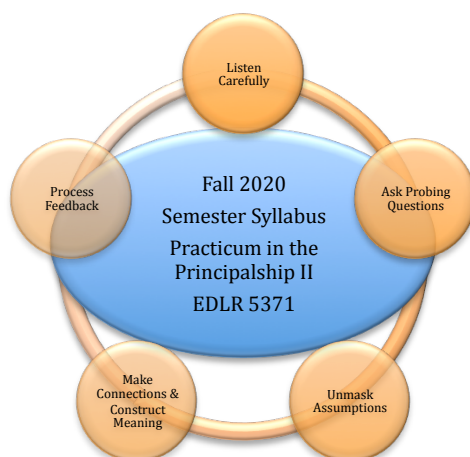 Listen
Carefully
Fall 2020
Semester Syllabus
Practicum in the
Principalship II
EDLR 5371
Ask Probing
Questions
Unmask
Assumptions
Make
Connections &
Construct
Meaning
Process
Feedback